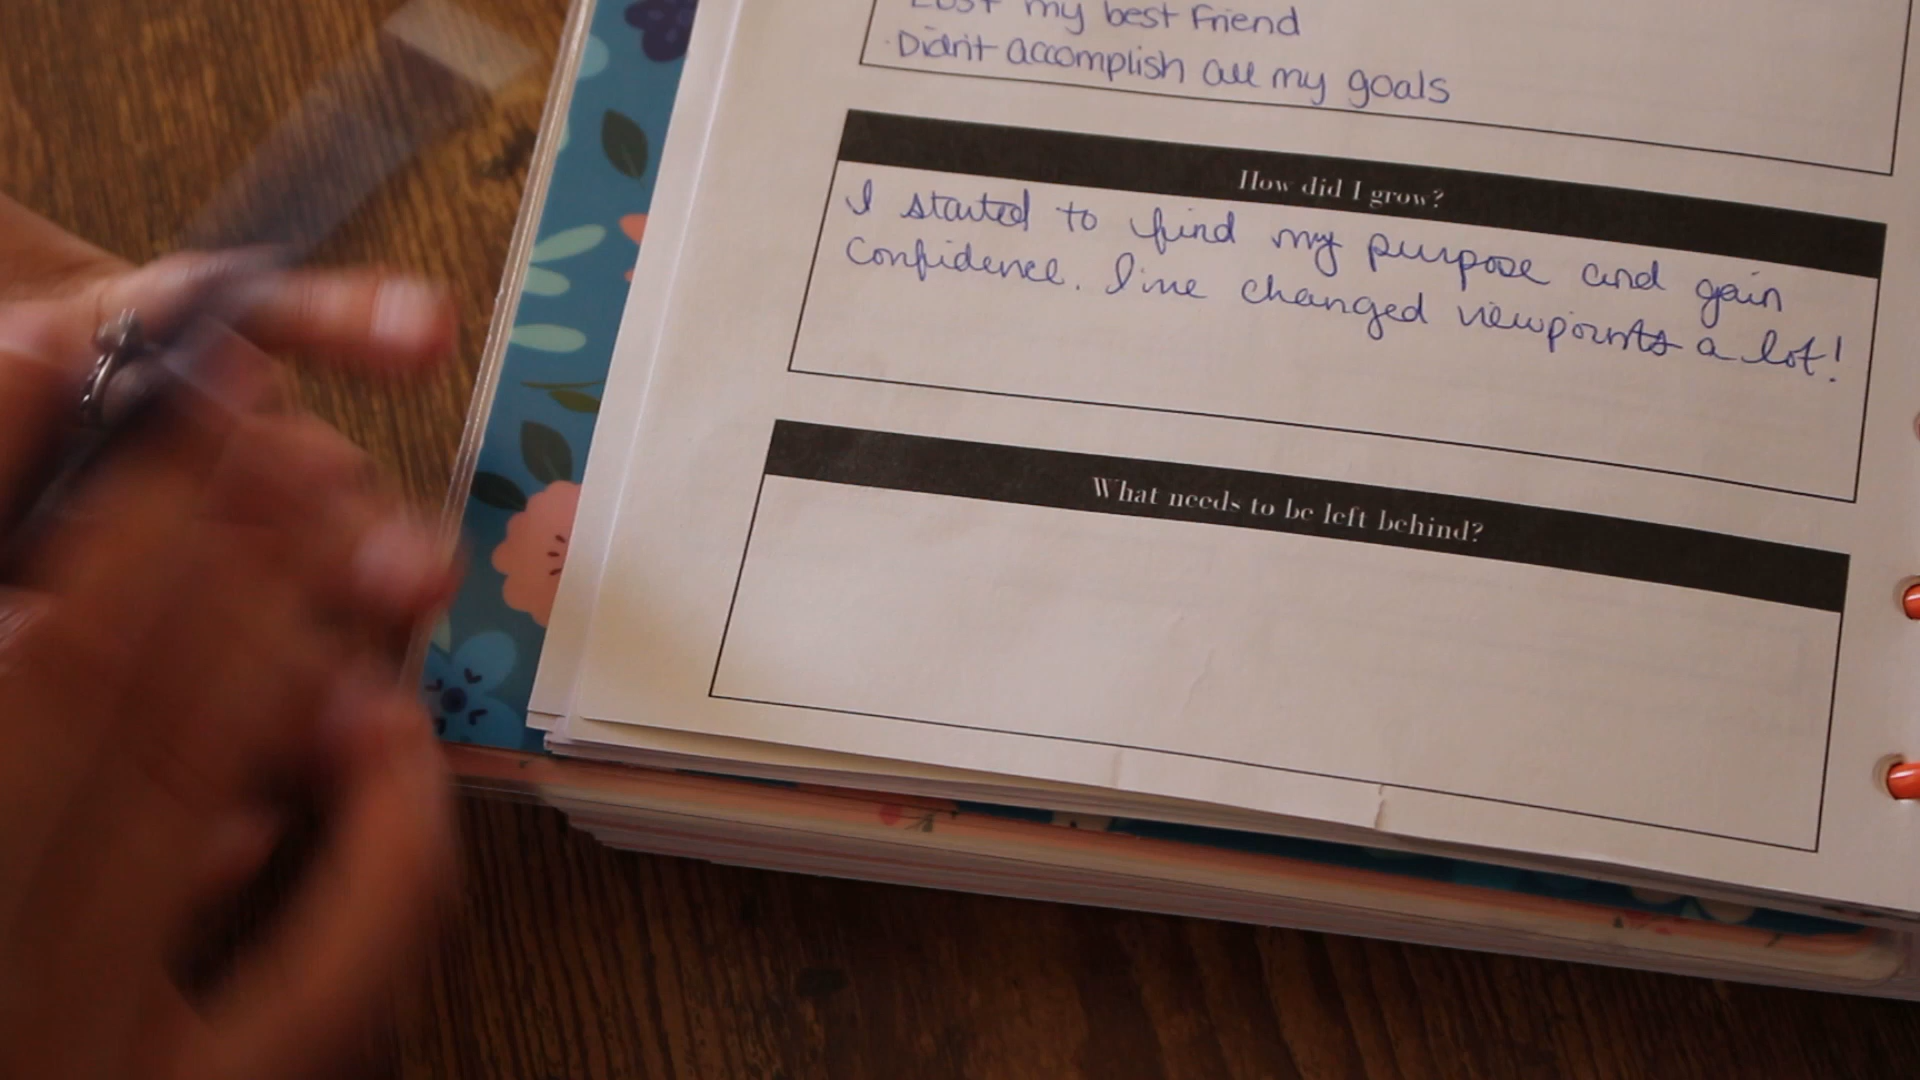 Lost my best friend
Didn't accomplish all my goals
How did I grow?
I started to find my purpose and gain
confidence. I've changed viewpoints a lot!
What needs to be left behind?